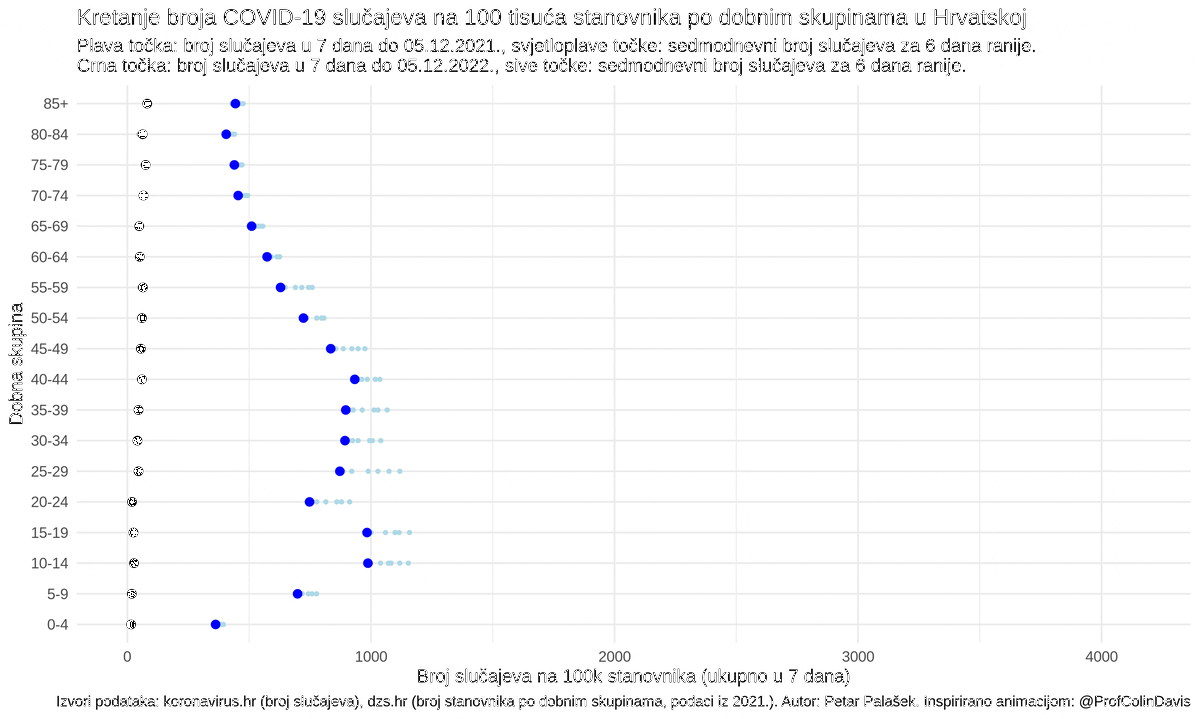 Kretanje broja COVID-19 slučajeva na 100 tisuća stanovnika po dobnim skupinama u Hrvatskoj
Plava točka: broj slučajeva u 7 dana do 05.12.2021., svjetloplave točke: sedmodnevni broj slučajeva za 6 dana ranije.
Crna točka: broj slučajeva u 7 dana do 05.12.2022., sive točke: sedmodnevni broj slučajeva za 6 dana ranije.
Dobna skupina
85+
80-84
75-79
70-74
65-69
60-64
55-59
50-54
45-49
40-44
35-39
30-34
25-29
20-24
15-19
10-14
5-9
0-4
0 1000 2000 3000 4000
Broj slučajeva na 100k stanovnika (ukupno u 7 dana)
Izvori podataka: koronavirus.hr (broj slučajeva), dzs.hr (broj stanovnika po dobnim skupinama, podaci iz 2021.). Autor: Petar Palašek. Inspirirano animacijom: @ProfColinDavis